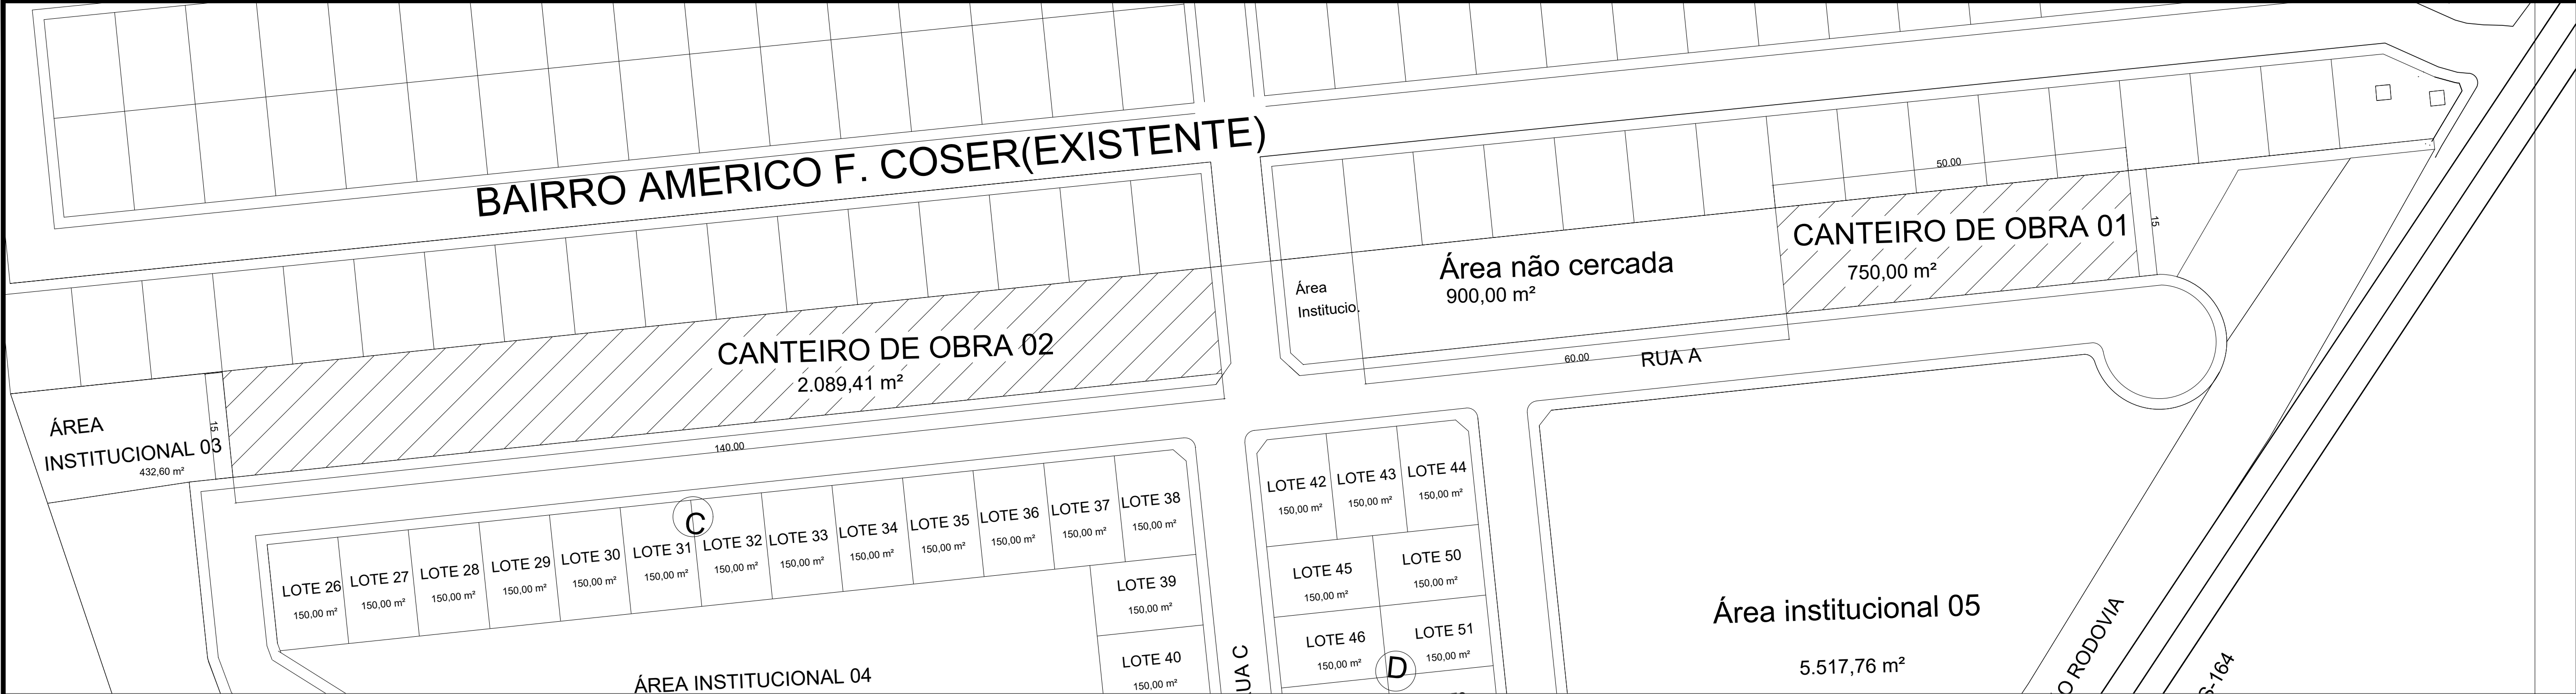 BAIRRO AMERICO F. COSER(EXISTENTE)
50.00
CANTEIRO DE OBRA 01
750,00 m²
15
Área não cercada
900,00 m²
Área
Institucio.
60.00
RUA A
CANTEIRO DE OBRA 02
2.089,41 m²
140.00
15
ÁREA
INSTITUCIONAL 03
432,60 m²
C
LOTE 26
150,00 m²
LOTE 27
150,00 m²
LOTE 28
150,00 m²
LOTE 29
150,00 m²
LOTE 30
150,00 m²
LOTE 31
150,00 m²
LOTE 32
150,00 m²
LOTE 33
150,00 m²
LOTE 34
150,00 m²
LOTE 35
150,00 m²
LOTE 36
150,00 m²
LOTE 37
150,00 m²
LOTE 38
150,00 m²
LOTE 39
150,00 m²
LOTE 40
150,00 m²
ÁREA INSTITUCIONAL 04
UA C
LOTE 42
150,00 m²
LOTE 43
150,00 m²
LOTE 44
150,00 m²
LOTE 45
150,00 m²
LOTE 50
150,00 m²
LOTE 46
150,00 m²
LOTE 51
150,00 m²
D
Área institucional 05
5.517,76 m²
O RODOVIA
S-164